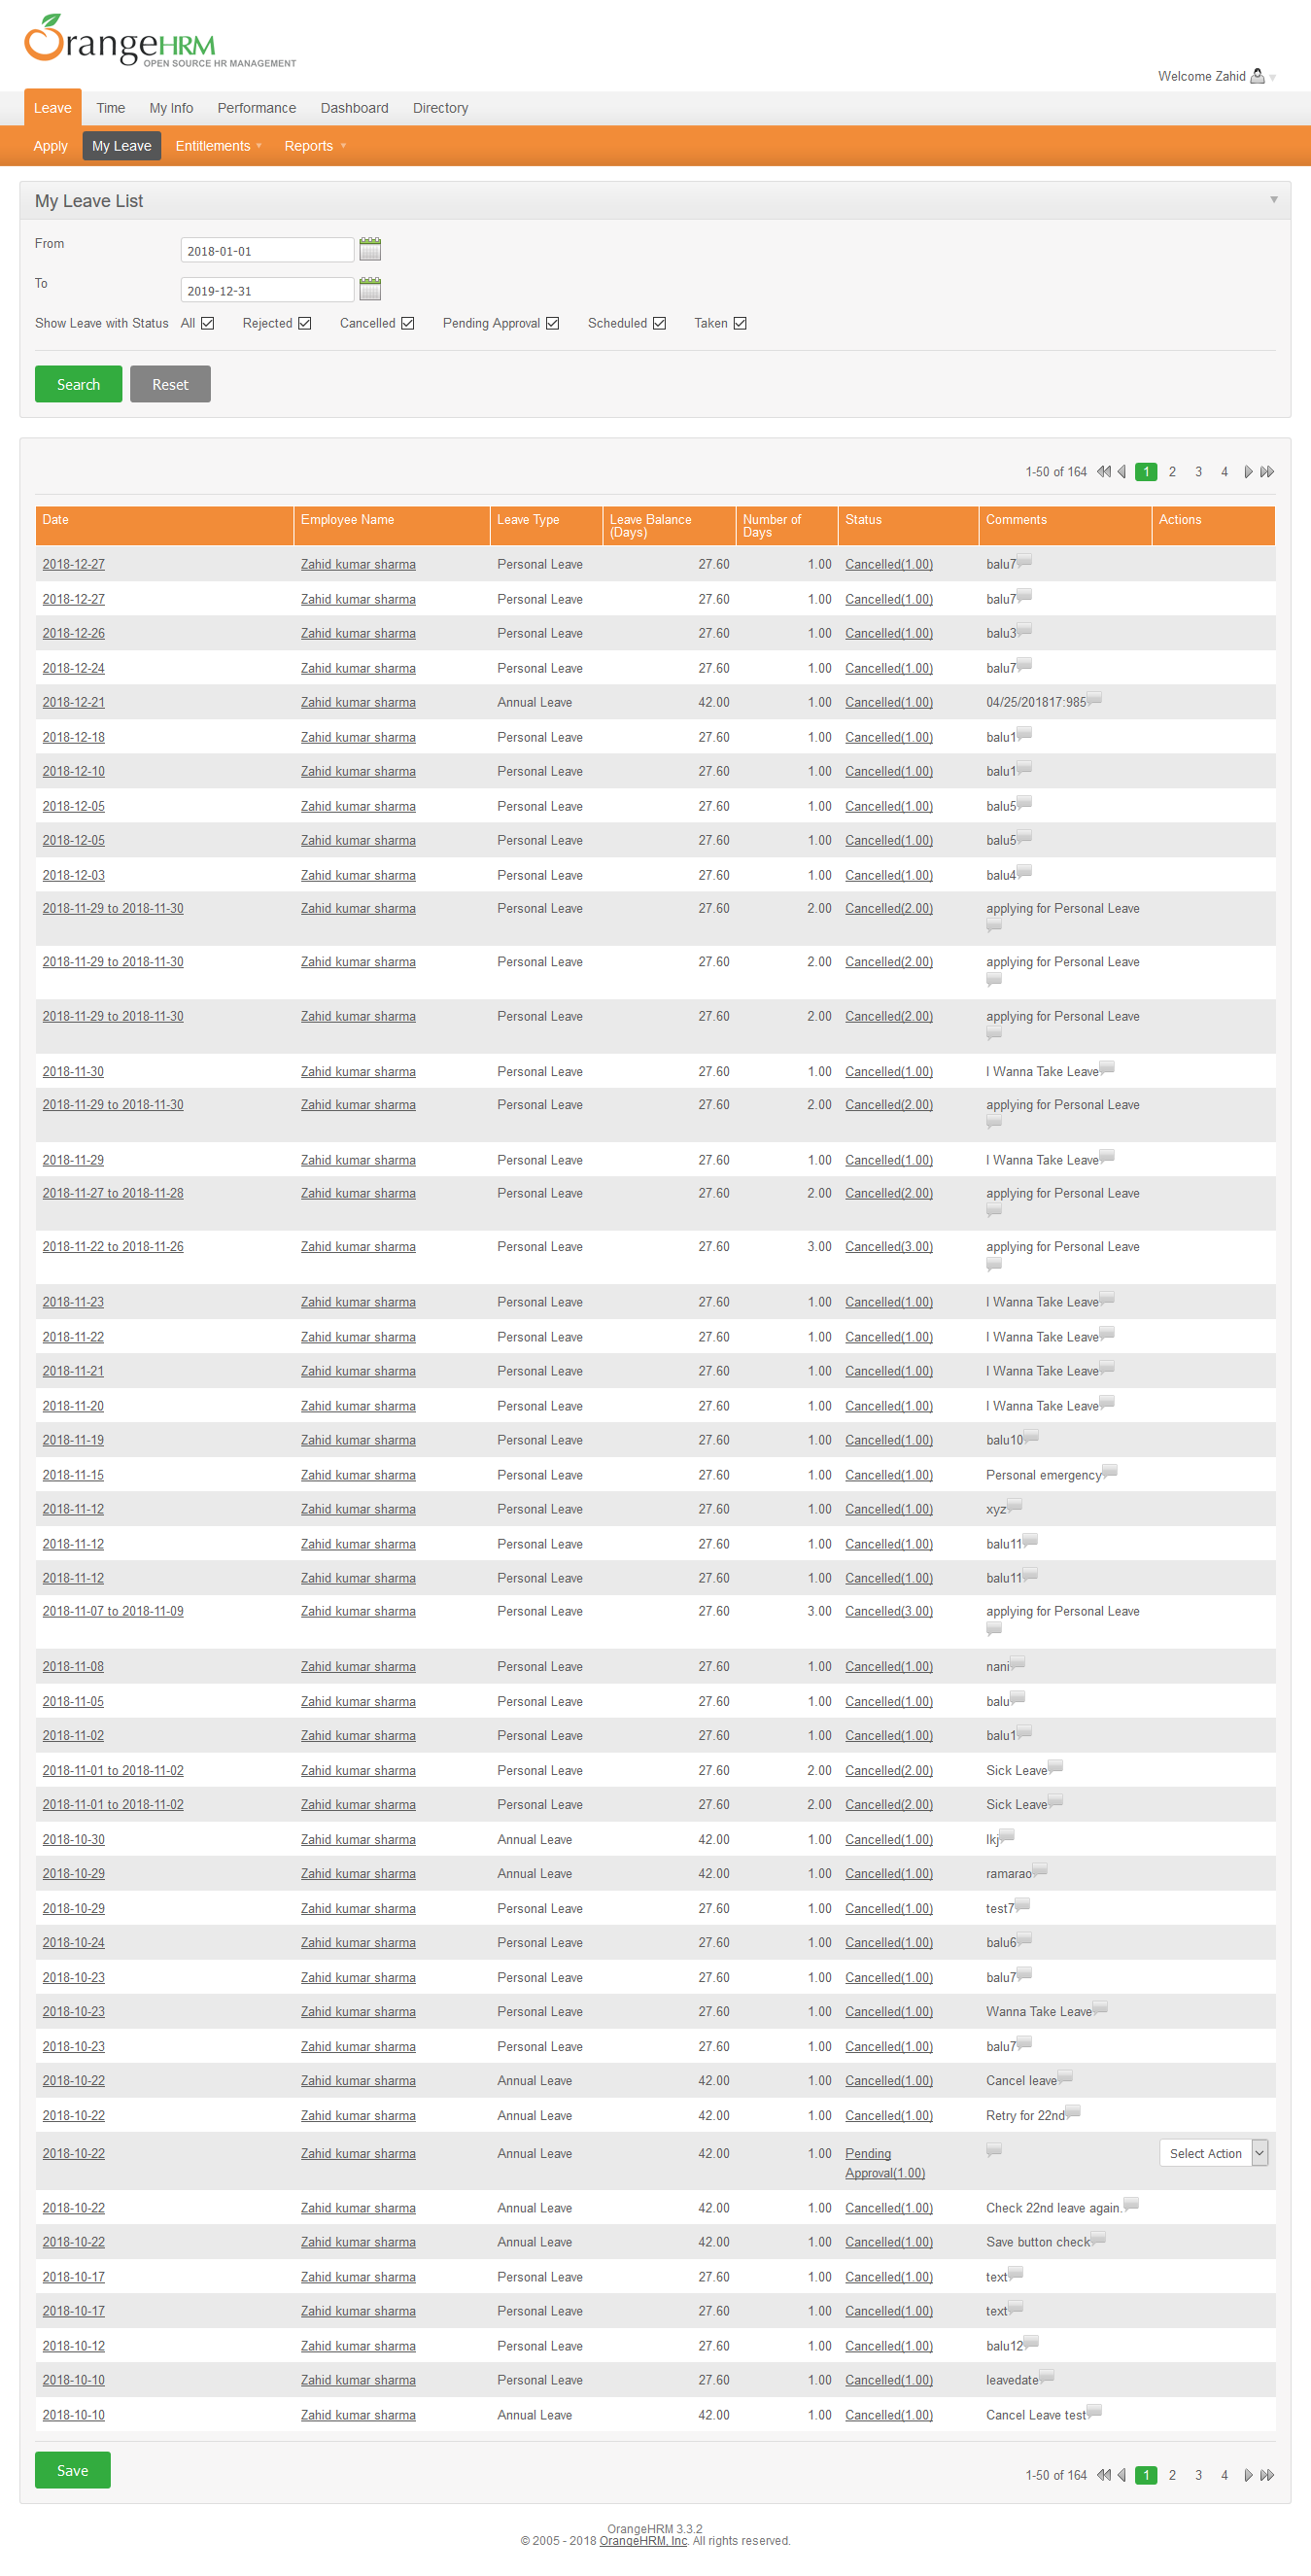 OrangeHRM
OPEN SOURCE HR MANAGEMENT
Welcome Zahid
Leave Time My Info Performance Dashboard Directory
Apply My Leave Entitlements Reports
My Leave List
From 2018-01-01
To 2019-12-31
Show Leave with Status All Rejected Cancelled Pending Approval Scheduled Taken
Search Reset
1-50 of 164 1 2 3 4
Date Employee Name Leave Type Leave Balance (Days) Number of Days Status Comments Actions
2018-12-27 Zahid kumar sharma Personal Leave 27.60 1.00 Cancelled(1.00) balu7
2018-12-27 Zahid kumar sharma Personal Leave 27.60 1.00 Cancelled(1.00) balu7
2018-12-26 Zahid kumar sharma Personal Leave 27.60 1.00 Cancelled(1.00) balu3
2018-12-24 Zahid kumar sharma Personal Leave 27.60 1.00 Cancelled(1.00) balu7
2018-12-21 Zahid kumar sharma Annual Leave 42.00 1.00 Cancelled(1.00) 04/25/201817:985
2018-12-18 Zahid kumar sharma Personal Leave 27.60 1.00 Cancelled(1.00) balu1
2018-12-10 Zahid kumar sharma Personal Leave 27.60 1.00 Cancelled(1.00) balu1
2018-12-05 Zahid kumar sharma Personal Leave 27.60 1.00 Cancelled(1.00) balu5
2018-12-05 Zahid kumar sharma Personal Leave 27.60 1.00 Cancelled(1.00) balu5
2018-12-03 Zahid kumar sharma Personal Leave 27.60 1.00 Cancelled(1.00) balu4
2018-11-29 to 2018-11-30 Zahid kumar sharma Personal Leave 27.60 2.00 Cancelled(2.00) applying for Personal Leave
2018-11-29 to 2018-11-30 Zahid kumar sharma Personal Leave 27.60 2.00 Cancelled(2.00) applying for Personal Leave
2018-11-29 to 2018-11-30 Zahid kumar sharma Personal Leave 27.60 2.00 Cancelled(2.00) applying for Personal Leave
2018-11-30 Zahid kumar sharma Personal Leave 27.60 1.00 Cancelled(1.00) I Wanna Take Leave
2018-11-29 to 2018-11-30 Zahid kumar sharma Personal Leave 27.60 2.00 Cancelled(2.00) applying for Personal Leave
2018-11-29 Zahid kumar sharma Personal Leave 27.60 1.00 Cancelled(1.00) I Wanna Take Leave
2018-11-27 to 2018-11-28 Zahid kumar sharma Personal Leave 27.60 2.00 Cancelled(2.00) applying for Personal Leave
2018-11-22 to 2018-11-26 Zahid kumar sharma Personal Leave 27.60 3.00 Cancelled(3.00) applying for Personal Leave
2018-11-23 Zahid kumar sharma Personal Leave 27.60 1.00 Cancelled(1.00) I Wanna Take Leave
2018-11-22 Zahid kumar sharma Personal Leave 27.60 1.00 Cancelled(1.00) I Wanna Take Leave
2018-11-21 Zahid kumar sharma Personal Leave 27.60 1.00 Cancelled(1.00) I Wanna Take Leave
2018-11-20 Zahid kumar sharma Personal Leave 27.60 1.00 Cancelled(1.00) I Wanna Take Leave
2018-11-19 Zahid kumar sharma Personal Leave 27.60 1.00 Cancelled(1.00) balu10
2018-11-15 Zahid kumar sharma Personal Leave 27.60 1.00 Cancelled(1.00) Personal emergency
2018-11-12 Zahid kumar sharma Personal Leave 27.60 1.00 Cancelled(1.00) xyz
2018-11-12 Zahid kumar sharma Personal Leave 27.60 1.00 Cancelled(1.00) balu11
2018-11-12 Zahid kumar sharma Personal Leave 27.60 1.00 Cancelled(1.00) balu11
2018-11-07 to 2018-11-09 Zahid kumar sharma Personal Leave 27.60 3.00 Cancelled(3.00) applying for Personal Leave
2018-11-08 Zahid kumar sharma Personal Leave 27.60 1.00 Cancelled(1.00) nani
2018-11-05 Zahid kumar sharma Personal Leave 27.60 1.00 Cancelled(1.00) balu
2018-11-02 Zahid kumar sharma Personal Leave 27.60 1.00 Cancelled(1.00) balu1
2018-11-01 to 2018-11-02 Zahid kumar sharma Personal Leave 27.60 2.00 Cancelled(2.00) Sick Leave
2018-11-01 to 2018-11-02 Zahid kumar sharma Personal Leave 27.60 2.00 Cancelled(2.00) Sick Leave
2018-10-30 Zahid kumar sharma Annual Leave 42.00 1.00 Cancelled(1.00) lkj
2018-10-29 Zahid kumar sharma Annual Leave 42.00 1.00 Cancelled(1.00) ramarao
2018-10-29 Zahid kumar sharma Personal Leave 27.60 1.00 Cancelled(1.00) test7
2018-10-24 Zahid kumar sharma Personal Leave 27.60 1.00 Cancelled(1.00) balu6
2018-10-23 Zahid kumar sharma Personal Leave 27.60 1.00 Cancelled(1.00) balu7
2018-10-23 Zahid kumar sharma Personal Leave 27.60 1.00 Cancelled(1.00) Wanna Take Leave
2018-10-23 Zahid kumar sharma Personal Leave 27.60 1.00 Cancelled(1.00) balu7
2018-10-22 Zahid kumar sharma Annual Leave 42.00 1.00 Cancelled(1.00) Cancel leave
2018-10-22 Zahid kumar sharma Annual Leave 42.00 1.00 Cancelled(1.00) Retry for 22nd
2018-10-22 Zahid kumar sharma Annual Leave 42.00 1.00 Pending Approval(1.00) Select Action
2018-10-22 Zahid kumar sharma Annual Leave 42.00 1.00 Cancelled(1.00) Check 22nd leave again.
2018-10-22 Zahid kumar sharma Annual Leave 42.00 1.00 Cancelled(1.00) Save button check
2018-10-17 Zahid kumar sharma Personal Leave 27.60 1.00 Cancelled(1.00) text
2018-10-17 Zahid kumar sharma Personal Leave 27.60 1.00 Cancelled(1.00) text
2018-10-12 Zahid kumar sharma Personal Leave 27.60 1.00 Cancelled(1.00) balu12
2018-10-10 Zahid kumar sharma Personal Leave 27.60 1.00 Cancelled(1.00) leavedate
2018-10-10 Zahid kumar sharma Annual Leave 42.00 1.00 Cancelled(1.00) Cancel Leave test
Save 1-50 of 164 1 2 3 4
OrangeHRM 3.3.2
© 2005 - 2018 OrangeHRM, Inc. All rights reserved.